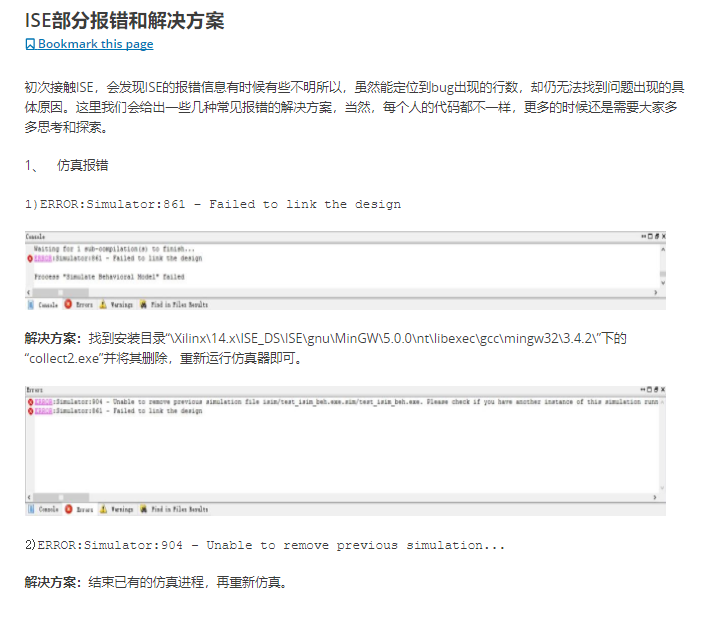 ISE部分报错和解决方案
Bookmark this page
初次接触ISE，会发现ISE的报错信息有时候有些不明所以，虽然能定位到bug出现的行数，却仍无法找到问题出现的具
体原因。这里我们会给出一些几种常见报错的解决方案，当然，每个人的代码都不一样，更多的时候还是需要大家多
多思考和探索。
1、 仿真报错
1)ERROR:Simulator:861 – Failed to link the design
Console
Waiting for 1 sub-compilation(s) to finish...
ERROR:Simulator:861 - Failed to link the design
Process "Simulate Behavioral Model" failed
Console Errors Warnings Find in Files Results
解决方案：找到安装目录“\Xilinx\14.x\ISE_DS\ISE\gnu\MinGW\5.0.0\nt\libexec\gcc\mingw32\3.4.2\”下的
“collect2.exe”并将其删除，重新运行仿真器即可。
Errors
ERROR:Simulator:904 - Unable to remove previous simulation file isim/test_isim_beh.exe.sim/test_isim_beh.exe. Please check if you have another instance of this simulation runn
ERROR:Simulator:861 - Failed to link the design
Console Errors Warnings Find in Files Results
2)ERROR:Simulator:904 – Unable to remove previous simulation...
解决方案：结束已有的仿真进程，再重新仿真。